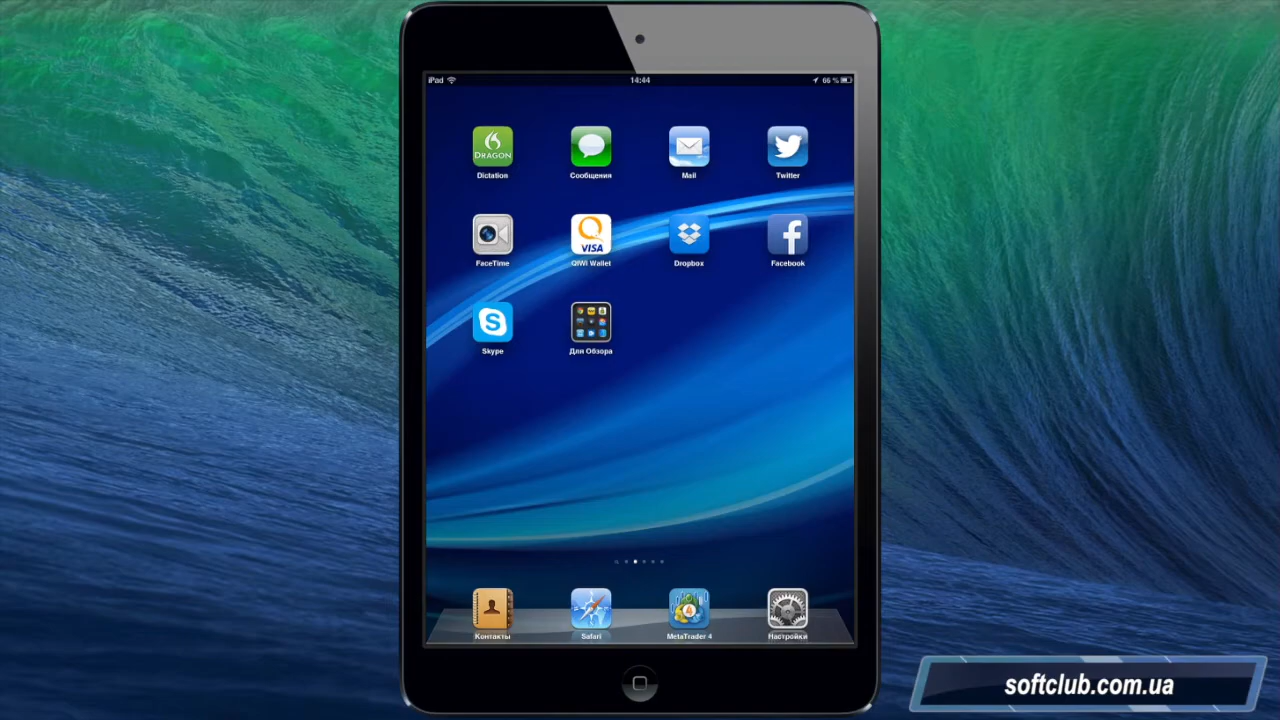 iPad
14:44
66 %
DRAGON
Dictation
Сообщения
Mail
Twitter
VISA
FaceTime
QIWI Wallet
Dropbox
Facebook
Skype
Для Обзора
Контакты
Safari
MetaTrader 4
Настройки
softclub.com.ua